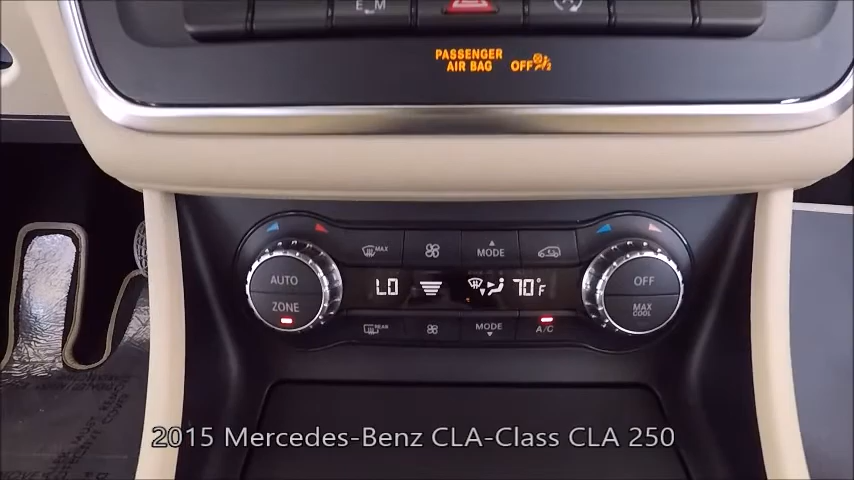 E M
PASSENGER
AIR BAG OFF 2
AUTO
ZONE
MAX
MODE
OFF
MAX
COOL
LO
70°F
REAR
MODE
A/C
2015 Mercedes-Benz CLA-Class CLA 250